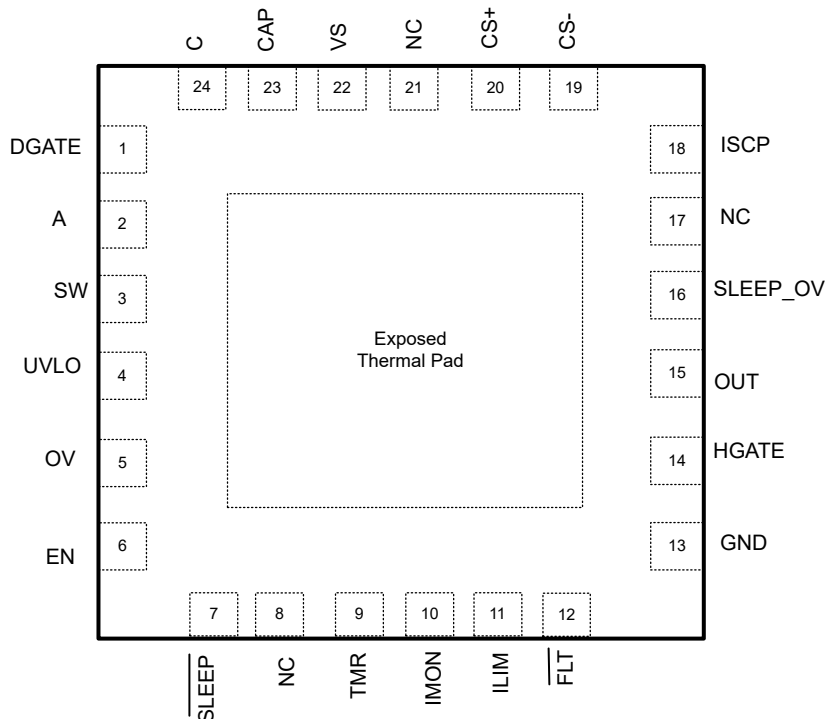 C
CAP
VS
NC
CS+
CS-
24
23
22
21
20
19
DGATE
1
18
ISCP
A
2
17
NC
SW
3
16
SLEEP_OV
Exposed
Thermal Pad
UVLO
4
15
OUT
OV
5
14
HGATE
EN
6
13
GND
7
8
9
10
11
12
SLEEP
NC
TMR
IMON
ILIM
FLT